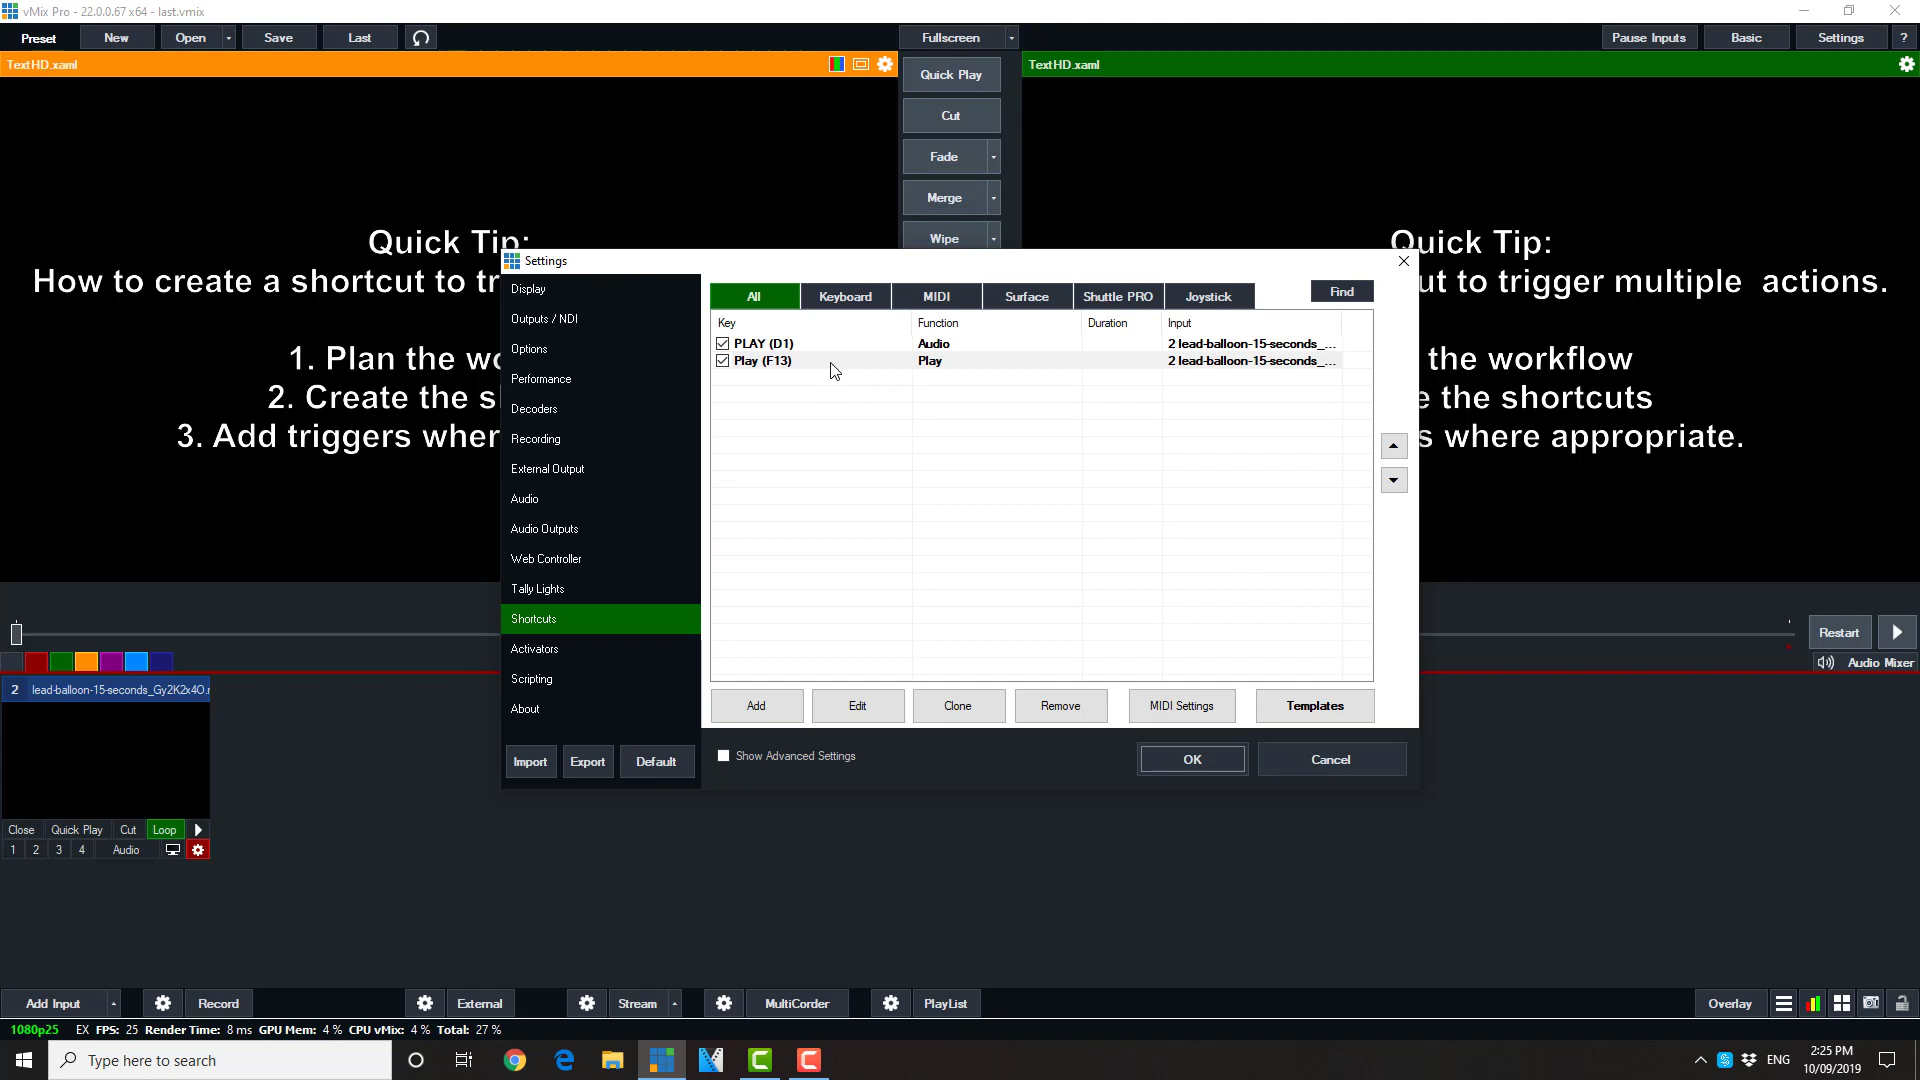 vMix Pro - 22.0.0.67 x64 - last.vmix
Preset New Open Save Last Fullscreen Pause Inputs Basic Settings ?
TextHD.xaml
TextHD.xaml
Quick Play
Cut
Fade
Merge
Wipe
Quick Tip:
How to create a shortcut to tr
1. Plan the wo
2. Create the s
3. Add triggers wher
Quick Tip:
ut to trigger multiple actions.
the workflow
e the shortcuts
s where appropriate.
Settings
Display
Outputs / NDI
Options
Performance
Decoders
Recording
External Output
Audio
Audio Outputs
Web Controller
Tally Lights
Shortcuts
Activators
Scripting
About
Import Export Default
All Keyboard MIDI Surface Shuttle PRO Joystick Find
Key Function Duration Input
PLAY (D1) Audio 2 lead-balloon-15-seconds_...
Play (F13) Play 2 lead-balloon-15-seconds_...
Add Edit Clone Remove MIDI Settings Templates
Show Advanced Settings
OK Cancel
Restart
Audio Mixer
2 lead-balloon-15-seconds_Gy2K2x4O.r
Close Quick Play Cut Loop
1 2 3 4 Audio
Add Input Record External Stream MultiCorder PlayList Overlay
1080p25 EX FPS: 25 Render Time: 8 ms GPU Mem: 4 % CPU vMix: 4 % Total: 27 %
Type here to search
ENG
2:25 PM
10/09/2019